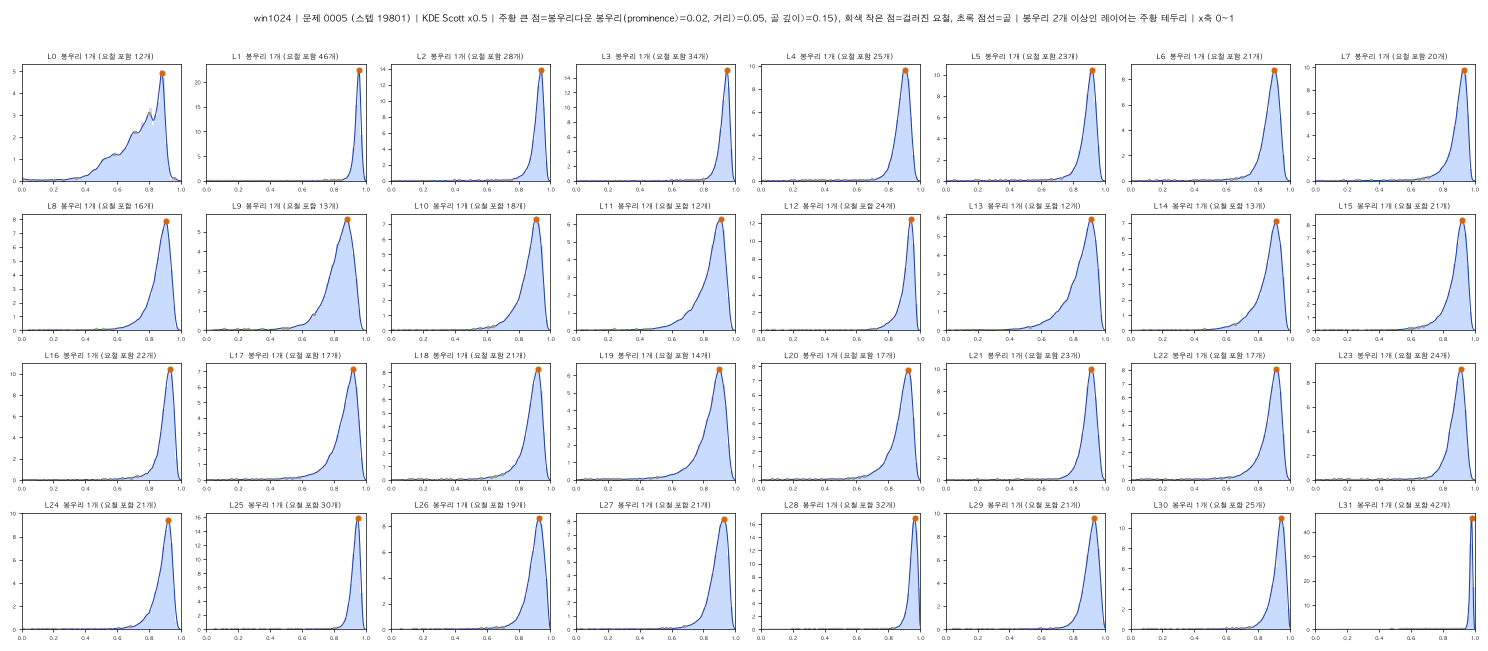 win1024 | 문제 0005 (스텝 19801) | KDE Scott x0.5 | 주황 큰 점=봉우리다운 봉우리(prominence>=0.02, 거리>=0.05, 골 깊이>=0.15), 회색 작은 점=걸러진 요철, 초록 점선=골 | 봉우리 2개 이상인 레이어는 주황 테두리 | x축 0~1
L0 봉우리 1개 (요철 포함 12개)
L1 봉우리 1개 (요철 포함 46개)
L2 봉우리 1개 (요철 포함 28개)
L3 봉우리 1개 (요철 포함 34개)
L4 봉우리 1개 (요철 포함 25개)
L5 봉우리 1개 (요철 포함 23개)
L6 봉우리 1개 (요철 포함 21개)
L7 봉우리 1개 (요철 포함 20개)
L8 봉우리 1개 (요철 포함 16개)
L9 봉우리 1개 (요철 포함 13개)
L10 봉우리 1개 (요철 포함 18개)
L11 봉우리 1개 (요철 포함 12개)
L12 봉우리 1개 (요철 포함 24개)
L13 봉우리 1개 (요철 포함 12개)
L14 봉우리 1개 (요철 포함 13개)
L15 봉우리 1개 (요철 포함 21개)
L16 봉우리 1개 (요철 포함 22개)
L17 봉우리 1개 (요철 포함 17개)
L18 봉우리 1개 (요철 포함 21개)
L19 봉우리 1개 (요철 포함 14개)
L20 봉우리 1개 (요철 포함 17개)
L21 봉우리 1개 (요철 포함 23개)
L22 봉우리 1개 (요철 포함 17개)
L23 봉우리 1개 (요철 포함 24개)
L24 봉우리 1개 (요철 포함 21개)
L25 봉우리 1개 (요철 포함 30개)
L26 봉우리 1개 (요철 포함 19개)
L27 봉우리 1개 (요철 포함 21개)
L28 봉우리 1개 (요철 포함 32개)
L29 봉우리 1개 (요철 포함 21개)
L30 봉우리 1개 (요철 포함 25개)
L31 봉우리 1개 (요철 포함 42개)